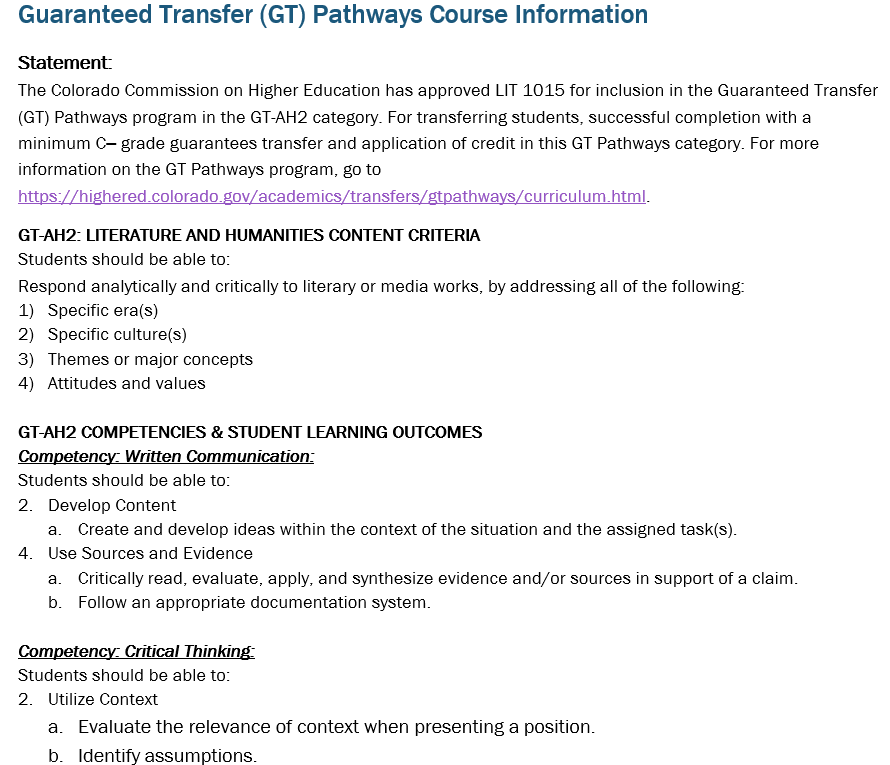 Guaranteed Transfer (GT) Pathways Course Information
Statement:
The Colorado Commission on Higher Education has approved LIT 1015 for inclusion in the Guaranteed Transfer
(GT) Pathways program in the GT-AH2 category. For transferring students, successful completion with a
minimum C– grade guarantees transfer and application of credit in this GT Pathways category. For more
information on the GT Pathways program, go to
https://highered.colorado.gov/academics/transfers/gtpathways/curriculum.html.
GT-AH2: LITERATURE AND HUMANITIES CONTENT CRITERIA
Students should be able to:
Respond analytically and critically to literary or media works, by addressing all of the following:
1) Specific era(s)
2) Specific culture(s)
3) Themes or major concepts
4) Attitudes and values
GT-AH2 COMPETENCIES & STUDENT LEARNING OUTCOMES
Competency: Written Communication:
Students should be able to:
2. Develop Content
a. Create and develop ideas within the context of the situation and the assigned task(s).
4. Use Sources and Evidence
a. Critically read, evaluate, apply, and synthesize evidence and/or sources in support of a claim.
b. Follow an appropriate documentation system.
Competency: Critical Thinking:
Students should be able to:
2. Utilize Context
a. Evaluate the relevance of context when presenting a position.
b. Identify assumptions.